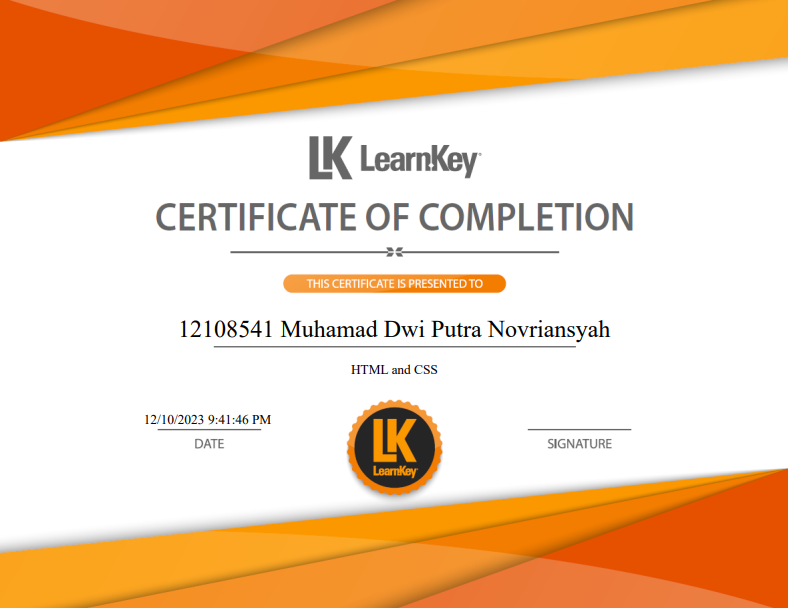 LK LearnKey
CERTIFICATE OF COMPLETION
THIS CERTIFICATE IS PRESENTED TO
12108541 Muhamad Dwi Putra Novriansyah
HTML and CSS
12/10/2023 9:41:46 PM
DATE
LK
LearnKey
SIGNATURE